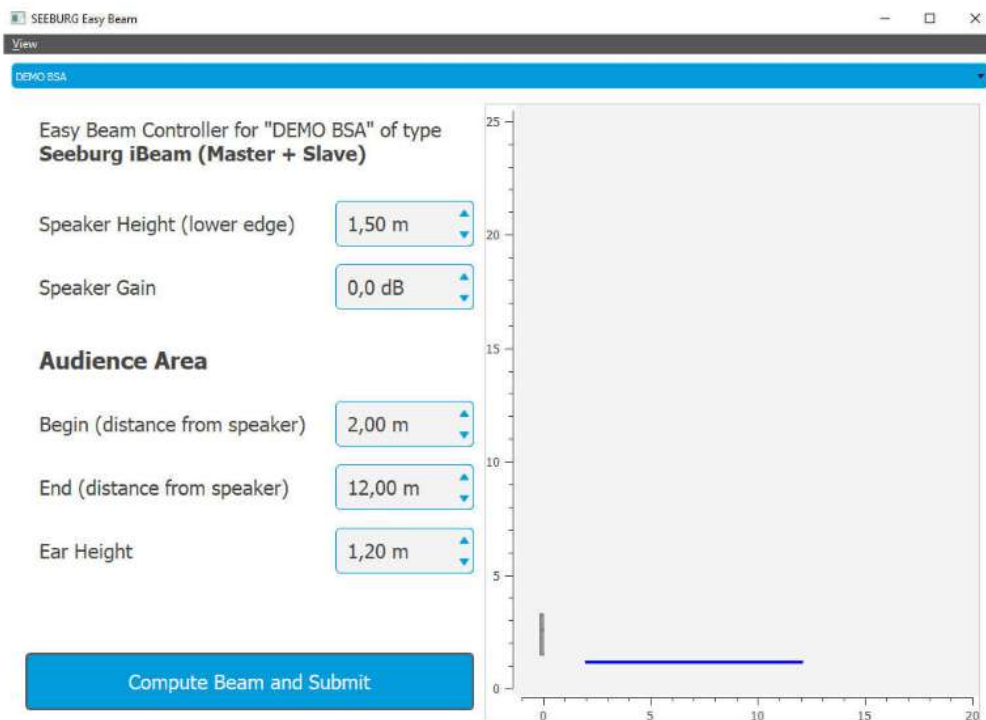 SEEBURG Easy Beam
View
DEMO BSA
Easy Beam Controller for "DEMO BSA" of type
Seeburg iBeam (Master + Slave)
Speaker Height (lower edge)
1,50 m
Speaker Gain
0,0 dB
Audience Area
Begin (distance from speaker)
2,00 m
End (distance from speaker)
12,00 m
Ear Height
1,20 m
Compute Beam and Submit
25
20
15
10
5
0
0 5 10 15 20